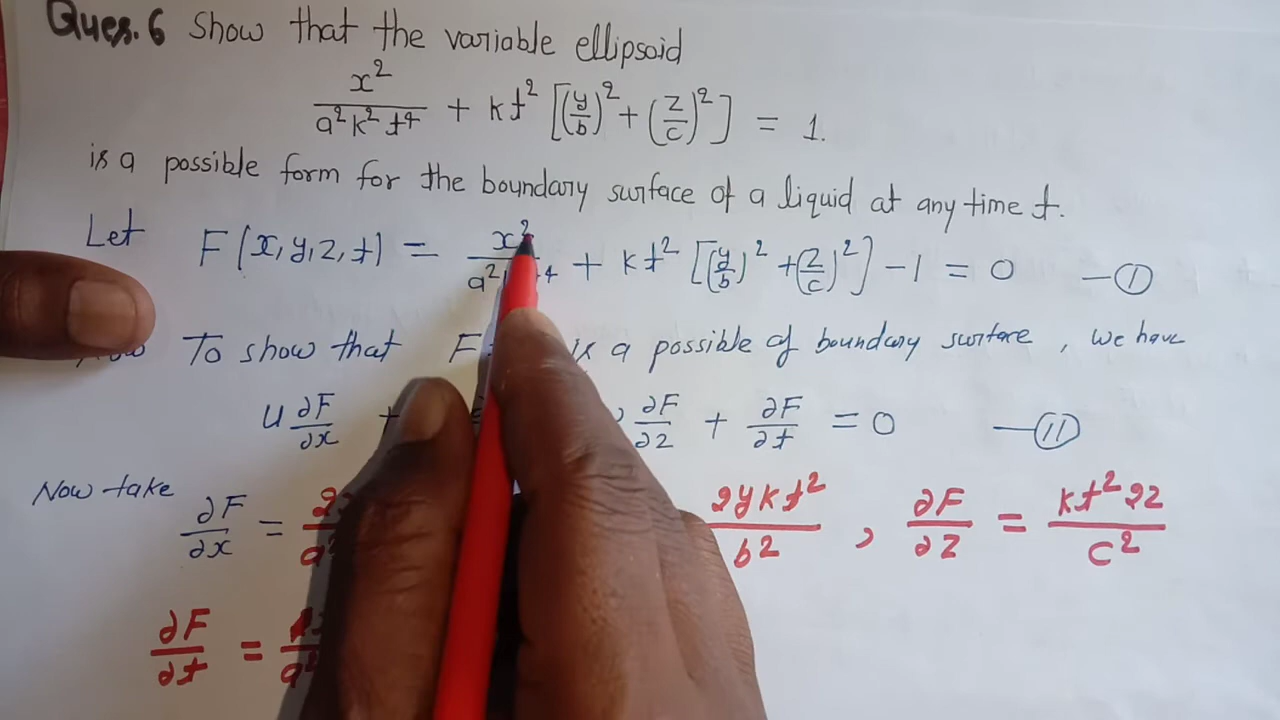 Ques. 6 Show that the variable ellipsoid
x² / a²k²t⁴ + kt² [(y/b)² + (z/c)²] = 1.
is a possible form for the boundary surface of a liquid at any time t.
Let F(x, y, z, t) = x² / a² t⁴ + kt² [(y/b)² + (z/c)²] - 1 = 0 —(I)
To show that F is a possible of boundary surface, we have
u ∂F/∂x + ∂F/∂z + ∂F/∂t = 0 —(II)
Now take ∂F/∂x = 2ykt²/b² , ∂F/∂z = kt²2z/c²
∂F/∂t =